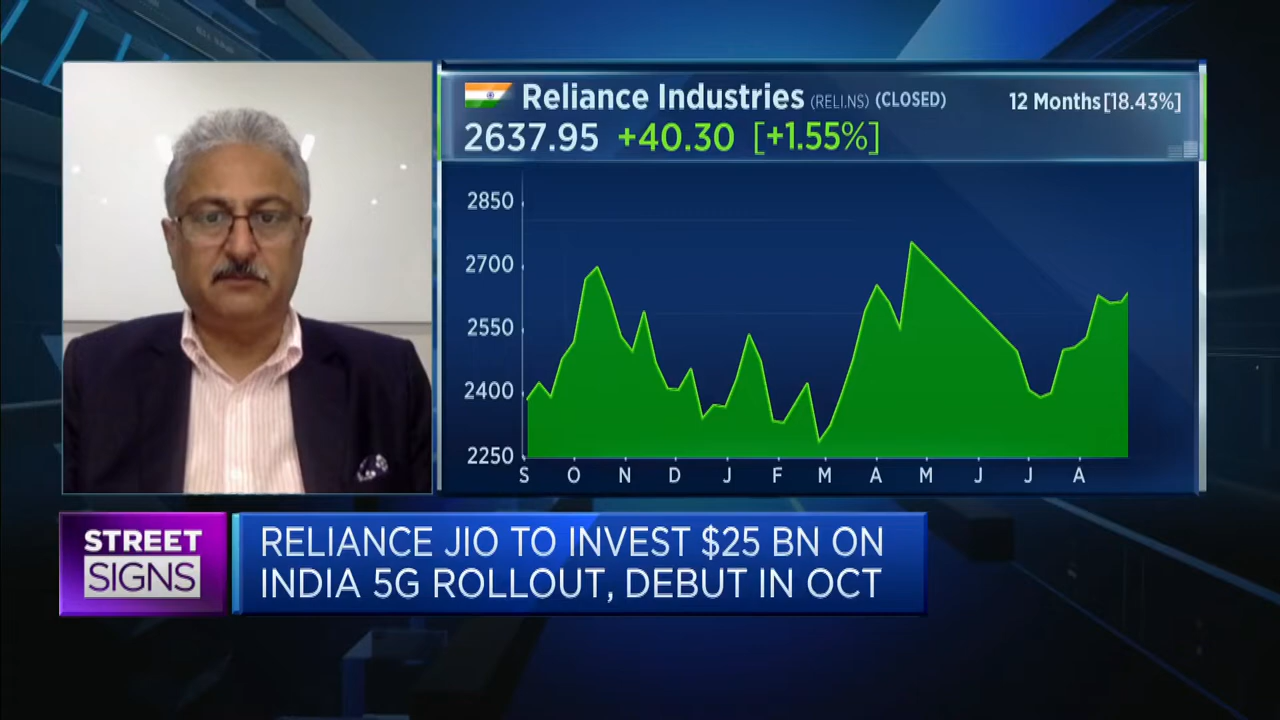 Reliance Industries (RELI.NS) (CLOSED) 12 Months[18.43%]
2637.95 +40.30 [+1.55%]
2850
2700
2550
2400
2250
S O N D J F M A M J J A
STREET
SIGNS
RELIANCE JIO TO INVEST $25 BN ON
INDIA 5G ROLLOUT, DEBUT IN OCT